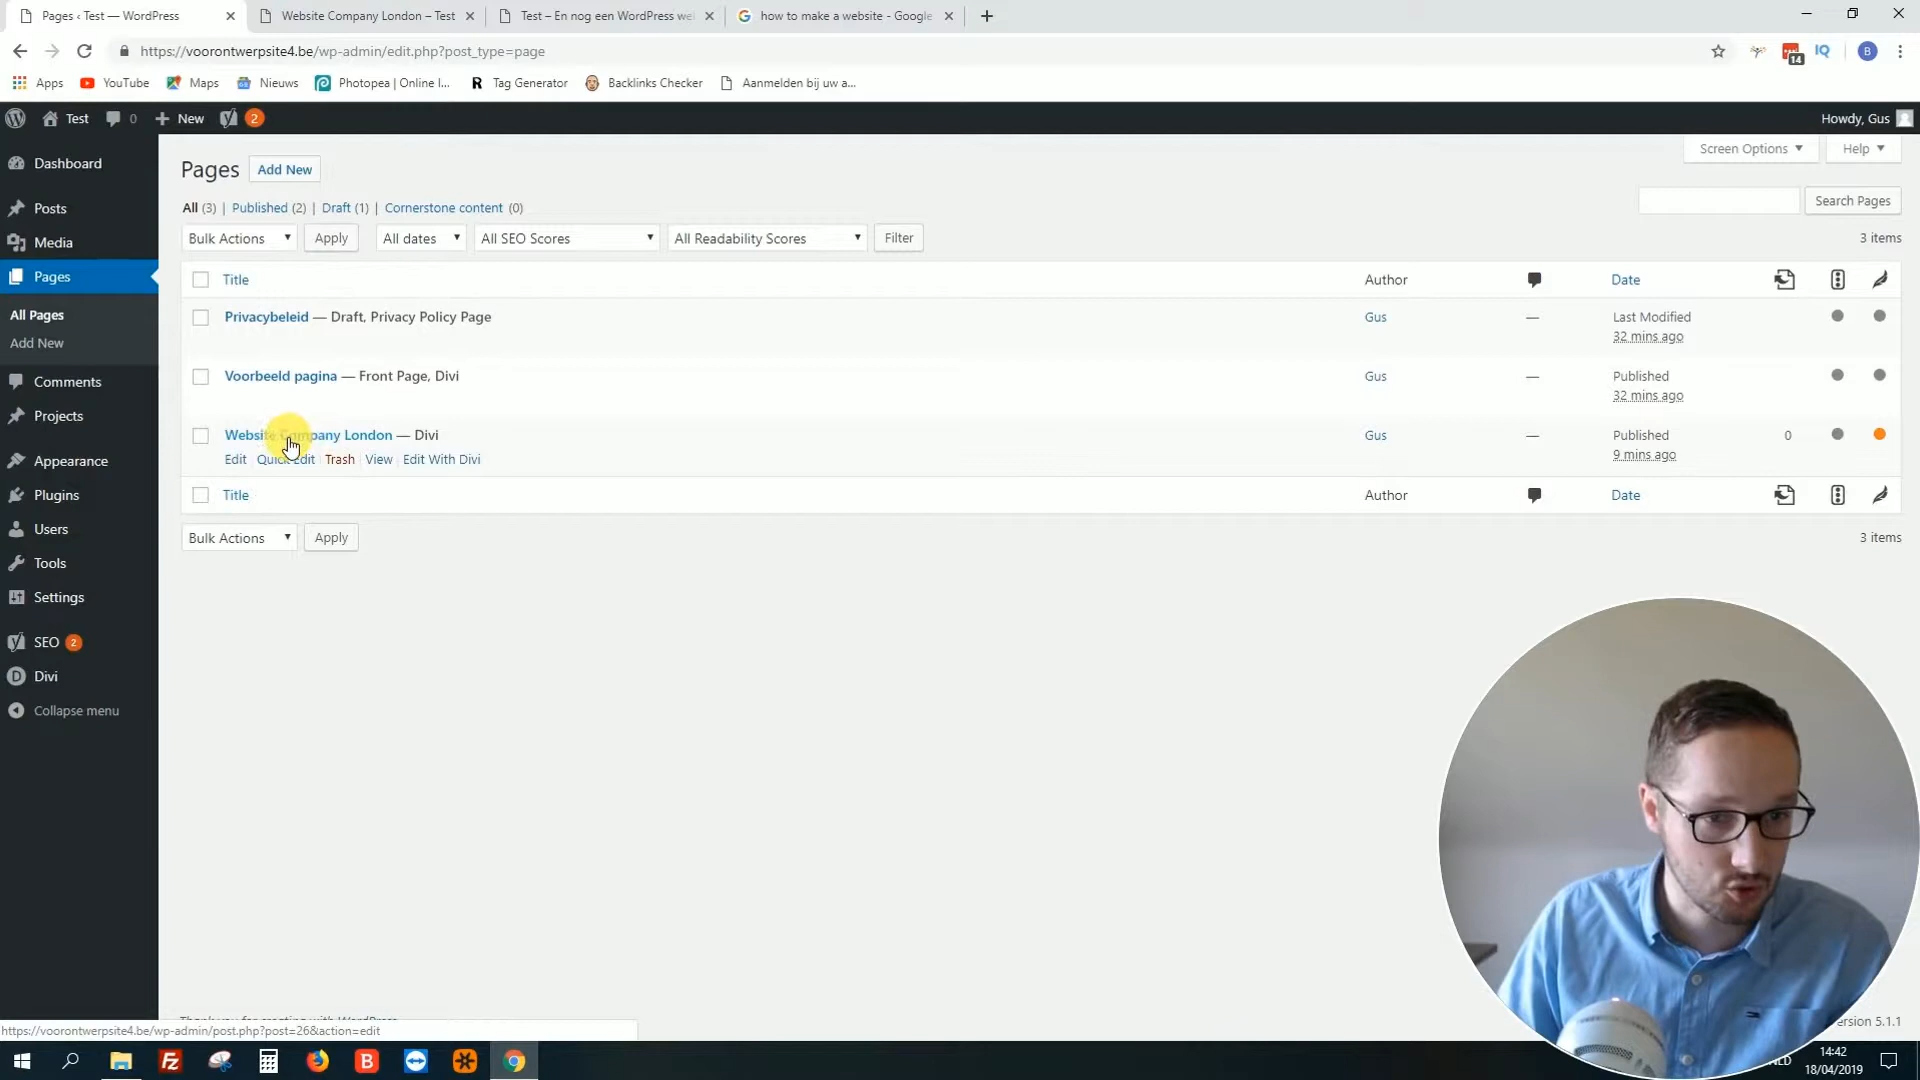 Pages ‹ Test — WordPress
Website Company London – Test
Test – En nog een WordPress we
how to make a website - Google
https://voorontwerpsite4.be/wp-admin/edit.php?post_type=page
14
IQ
B
Apps
YouTube
Maps
Nieuws
Photopea | Online I...
R Tag Generator
Backlinks Checker
Aanmelden bij uw a...
Test
0
New
2
Howdy, Gus
Dashboard
Posts
Media
Pages
All Pages
Add New
Comments
Projects
Appearance
Plugins
Users
Tools
Settings
SEO 2
D Divi
Collapse menu
Pages
Add New
Screen Options
Help
All (3) | Published (2) | Draft (1) | Cornerstone content (0)
Search Pages
Bulk Actions
Apply
All dates
All SEO Scores
All Readability Scores
Filter
3 items
Title
Author
Date
Privacybeleid — Draft, Privacy Policy Page
Gus
—
Last Modified
32 mins ago
Voorbeeld pagina — Front Page, Divi
Gus
—
Published
32 mins ago
Website Company London — Divi
Gus
—
Published
9 mins ago
0
Edit | Quick Edit | Trash | View | Edit With Divi
Title
Author
Date
Bulk Actions
Apply
3 items
https://voorontwerpsite4.be/wp-admin/post.php?post=26&action=edit
ersion 5.1.1
Fz
B
NLD
14:42
18/04/2019